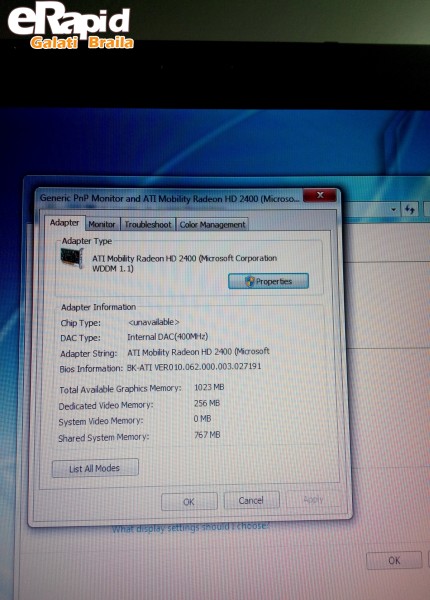 eRapid
Galati Braila
Generic PnP Monitor and ATI Mobility Radeon HD 2400 (Microso...
Adapter Monitor Troubleshoot Color Management
Adapter Type
ATI Mobility Radeon HD 2400 (Microsoft Corporation
WDDM 1.1)
Properties
Adapter Information
Chip Type: <unavailable>
DAC Type: Internal DAC(400MHz)
Adapter String: ATI Mobility Radeon HD 2400 (Microsoft
Bios Information: BK-ATI VER010.062.000.003.027191
Total Available Graphics Memory: 1023 MB
Dedicated Video Memory: 256 MB
System Video Memory: 0 MB
Shared System Memory: 767 MB
List All Modes
OK Cancel Apply
What display settings should I choose?
OK